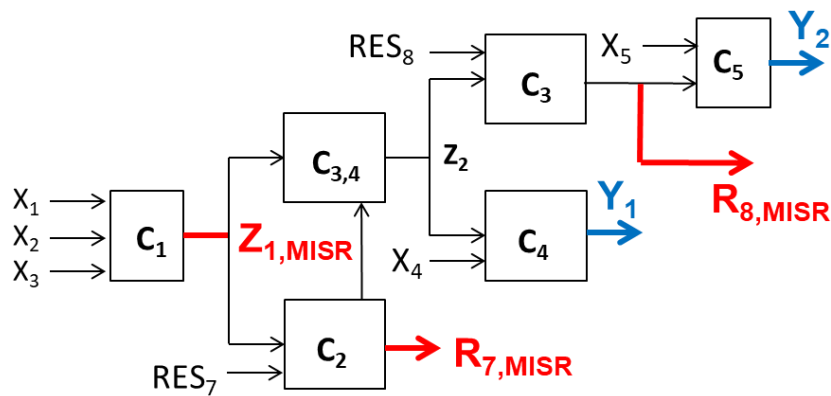 Y₂
RES₈
X₅
C₅
C₃
C₃,₄
Z₂
R₈,MISR
X₁
X₂
X₃
C₁
Z₁,MISR
Y₁
C₄
X₄
C₂
R₇,MISR
RES₇